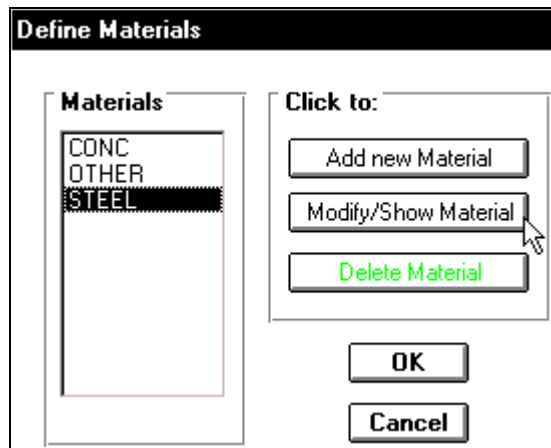 Define Materials
Materials
CONC
OTHER
STEEL
Click to:
Add new Material
Modify/Show Material
Delete Material
OK
Cancel